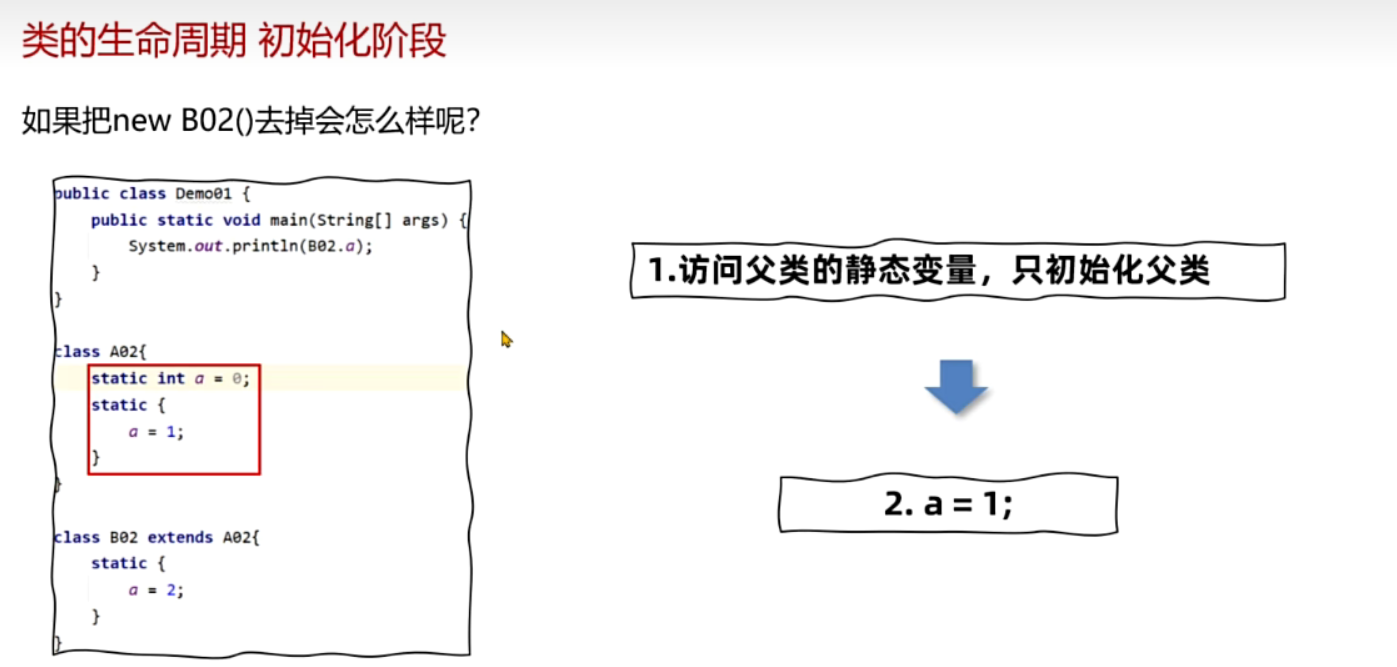 类的生命周期 初始化阶段
如果把new B02()去掉会怎么样呢?
public class Demo01 {
public static void main(String[] args) {
System.out.println(B02.a);
}
}
class A02{
static int a = 0;
static {
a = 1;
}
}
class B02 extends A02{
static {
a = 2;
}
}
1.访问父类的静态变量，只初始化父类
2. a = 1;